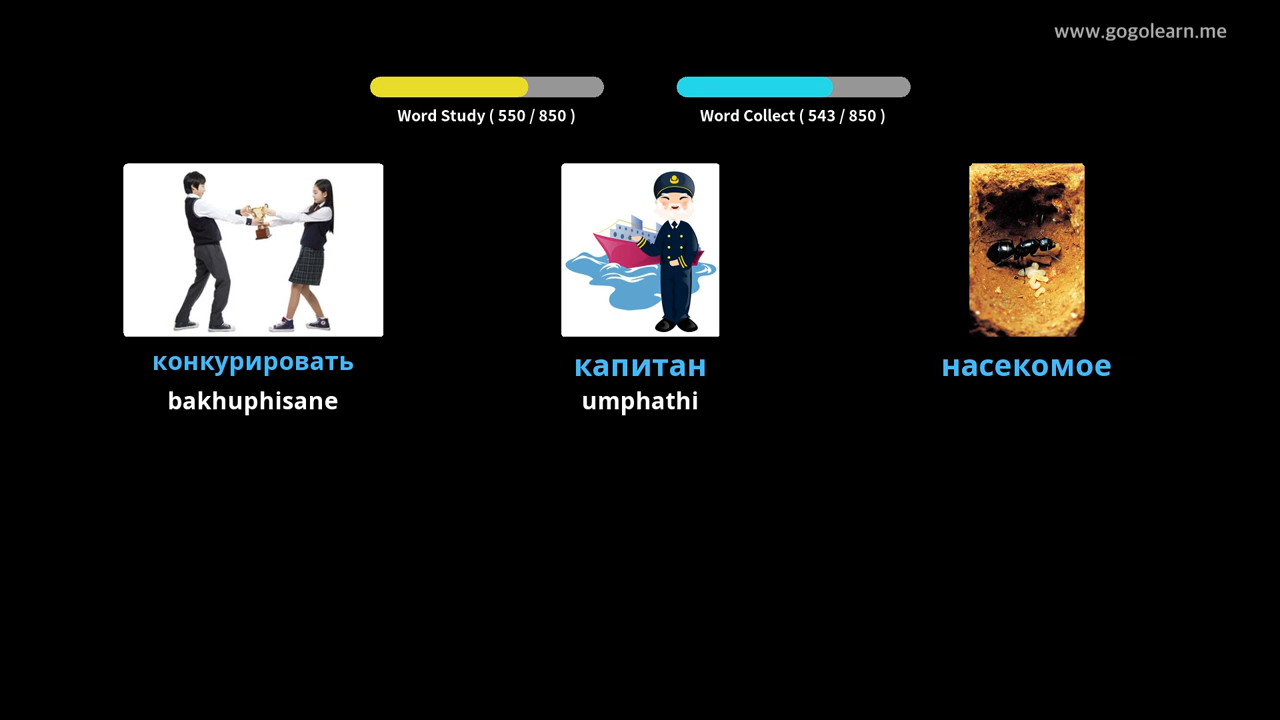 www.gogolearn.me
Word Study ( 550 / 850 )
Word Collect ( 543 / 850 )
конкурировать
bakhuphisane
капитан
umphathi
насекомое